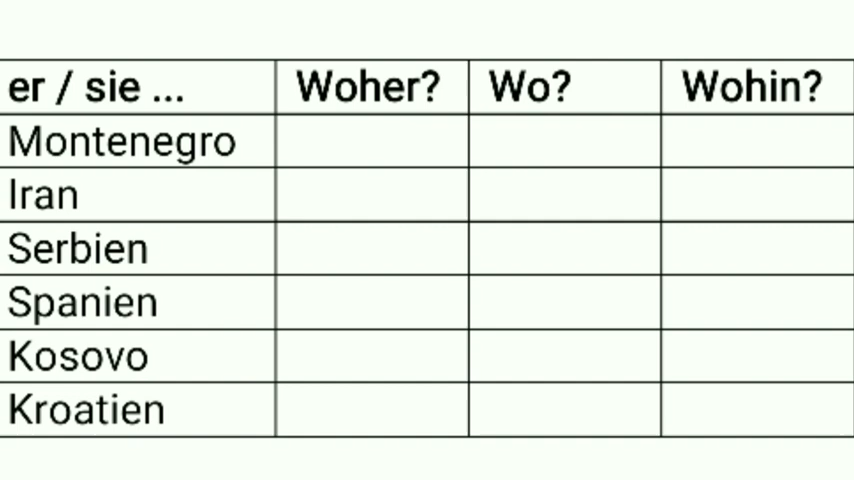 er / sie ... Woher? Wo? Wohin?
Montenegro
Iran
Serbien
Spanien
Kosovo
Kroatien